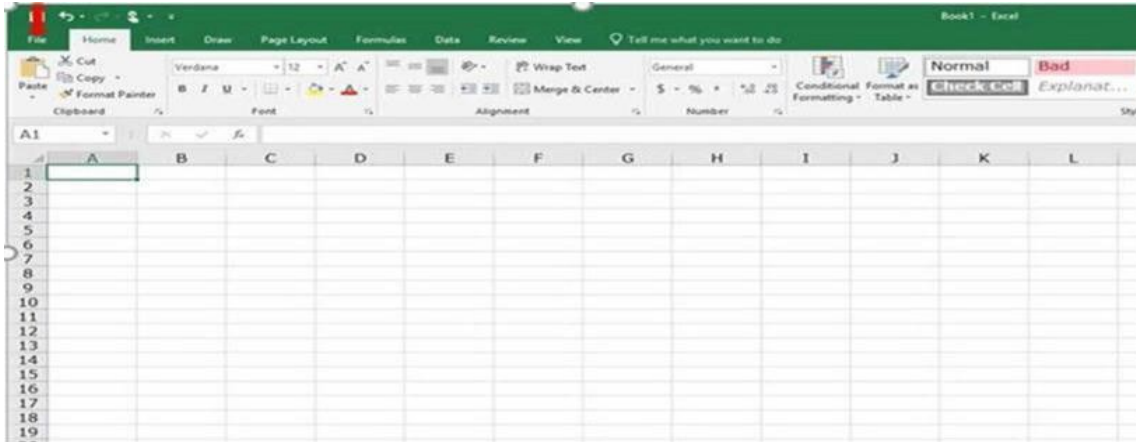 Book1 - Excel
File Home Insert Draw Page Layout Formulas Data Review View Tell me what you want to do
Cut Verdana 12 A A Wrap Text General Normal Bad
Copy
Paste Format Painter B I U A Merge & Center $ % Conditional Formatting Format as Table Check Cell Explanat...
Clipboard Font Alignment Number Sty
A1 fx
A B C D E F G H I J K L
1
2
3
4
5
6
7
8
9
10
11
12
13
14
15
16
17
18
19